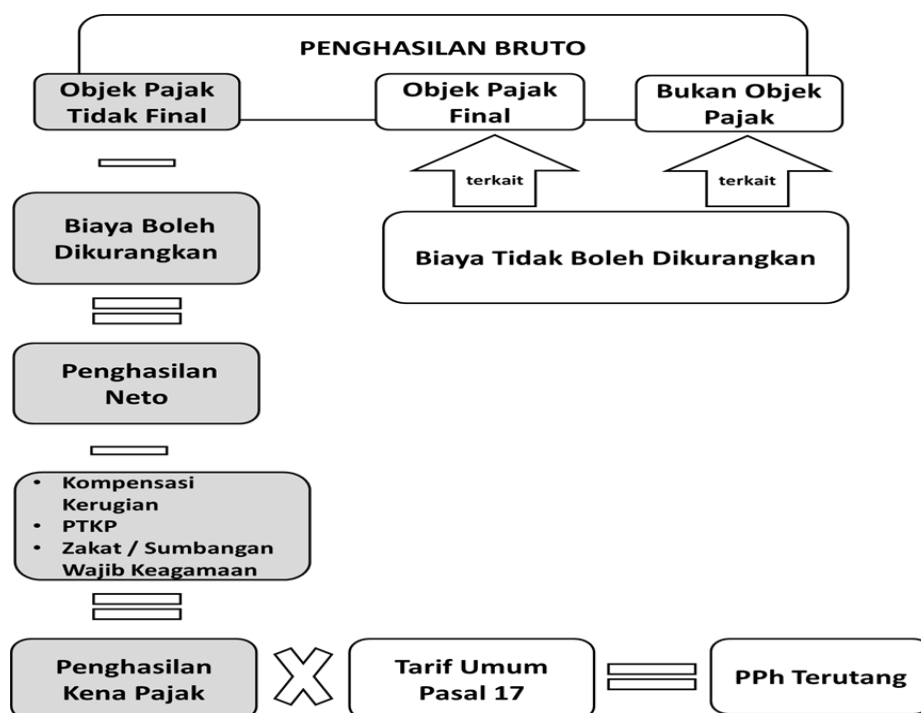 PENGHASILAN BRUTO
Objek Pajak
Tidak Final
Objek Pajak
Final
Bukan Objek
Pajak
terkait
terkait
Biaya Boleh
Dikurangkan
Biaya Tidak Boleh Dikurangkan
Penghasilan
Neto
• Kompensasi
Kerugian
• PTKP
• Zakat / Sumbangan
Wajib Keagamaan
Penghasilan
Kena Pajak
Tarif Umum
Pasal 17
PPh Terutang